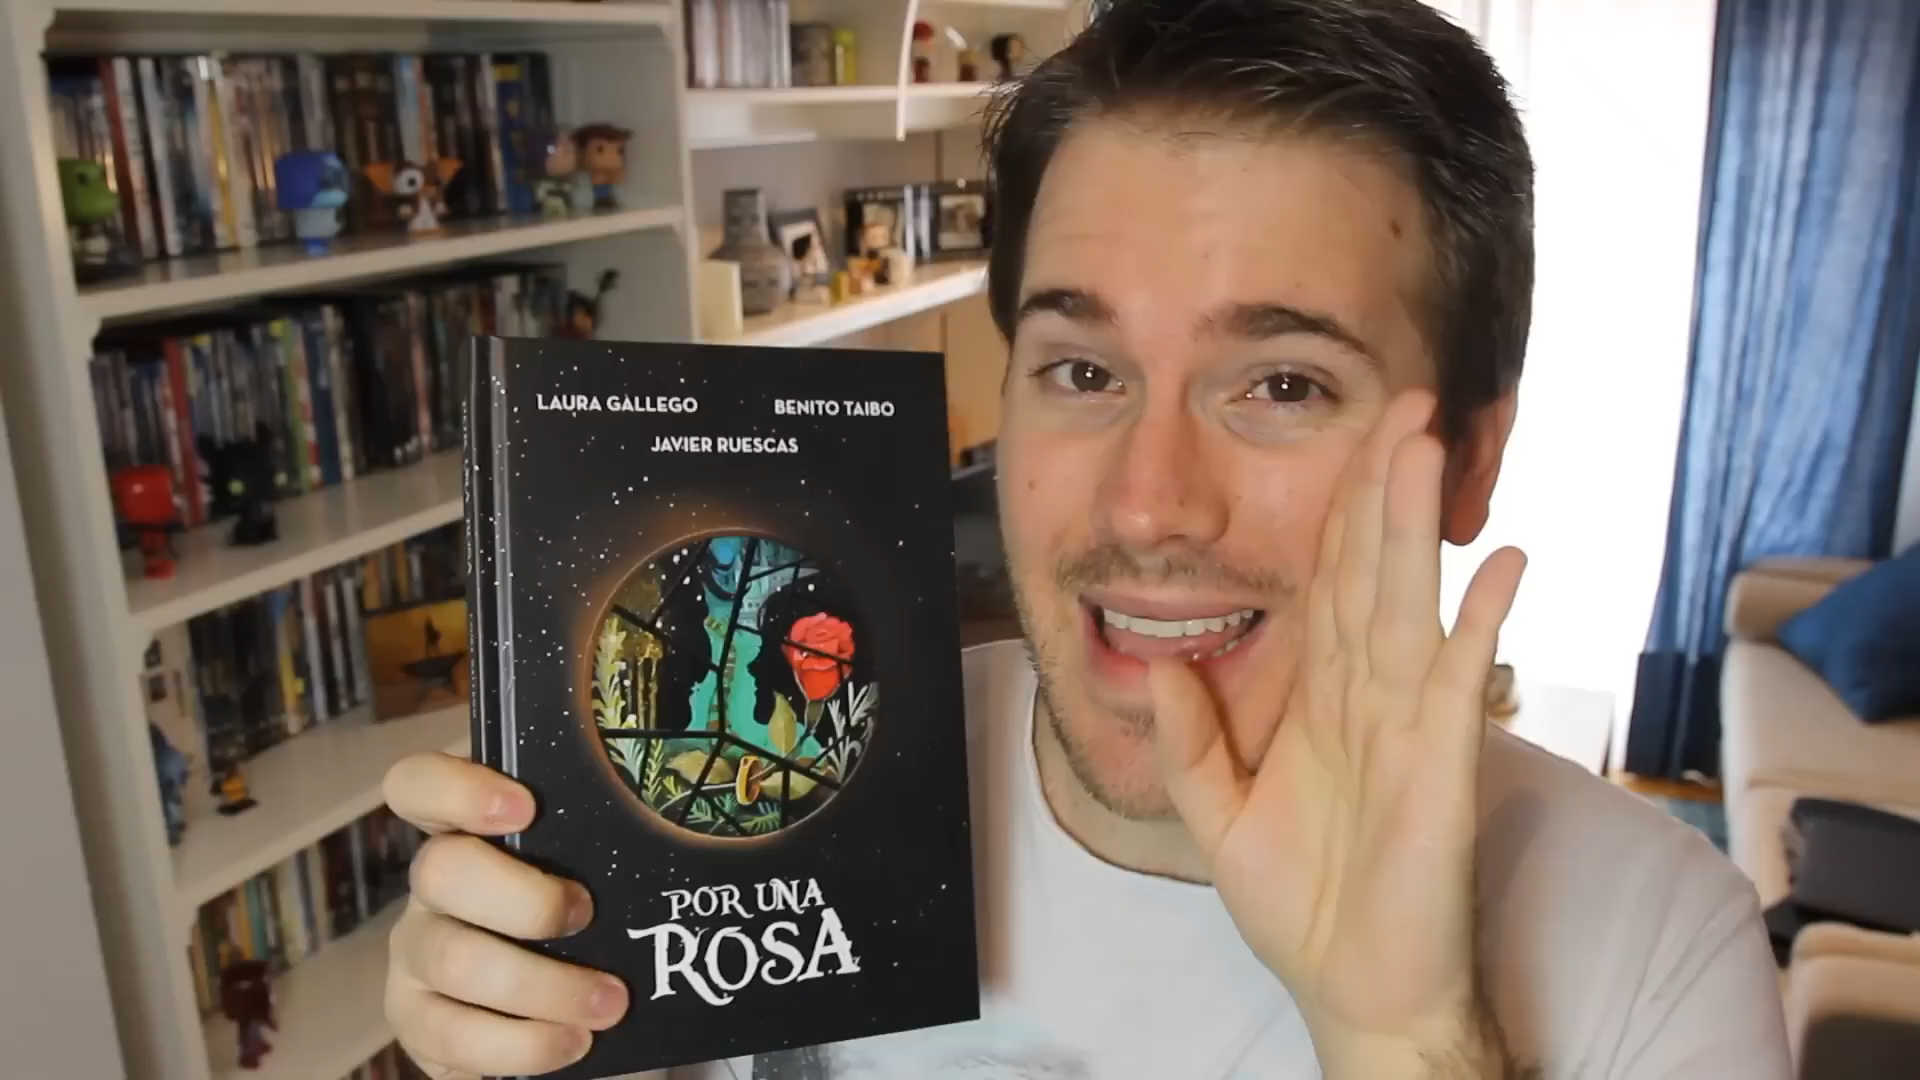 LAURA GALLEGO
BENITO TAIBO
JAVIER RUESCAS
POR UNA
ROSA